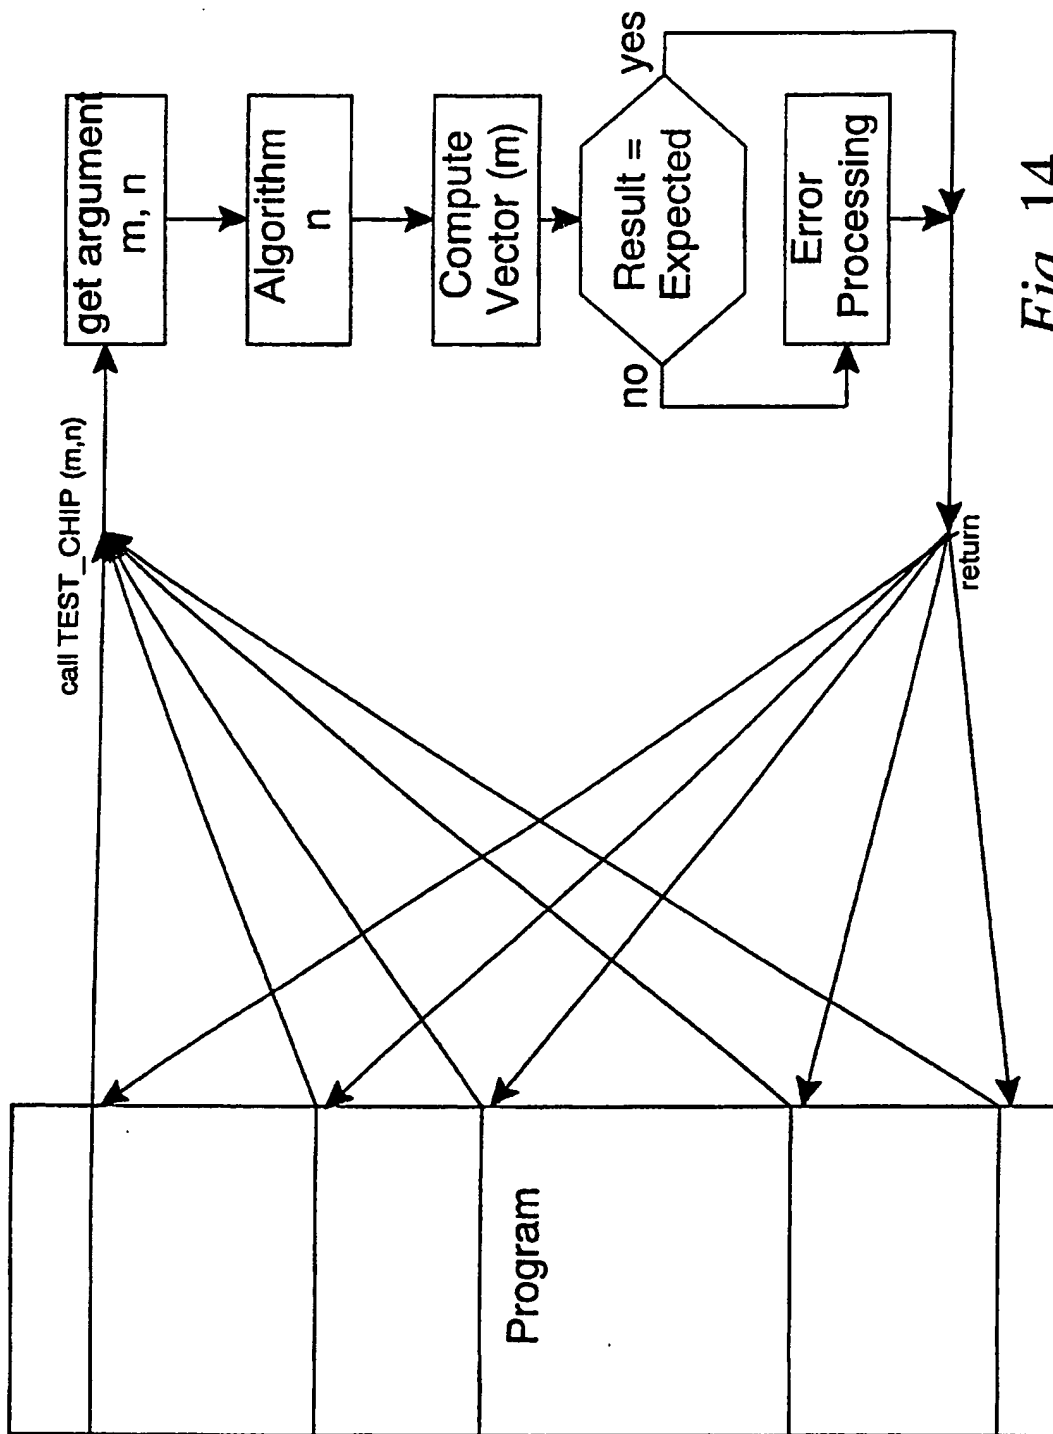 call TEST_CHIP (m,n)
get argument
m, n
Algorithm
n
Compute
Vector (m)
Result =
Expected
yes
no
Error
Processing
return
Program
Fig. 14